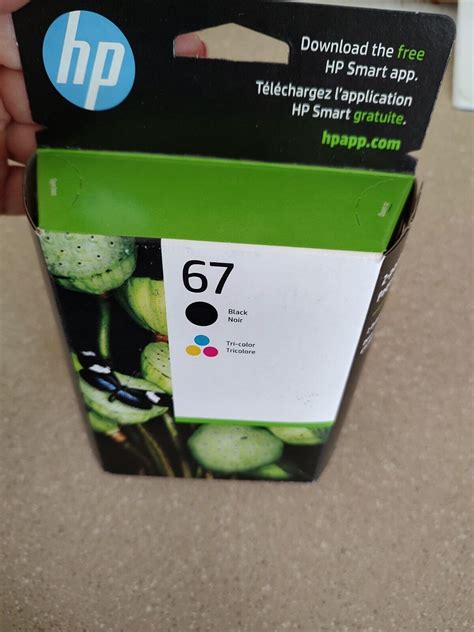 hp
Download the free
HP Smart app.
Téléchargez l'application
HP Smart gratuite.
hpapp.com
67
Black
Noir
Tri-color
Tricolore